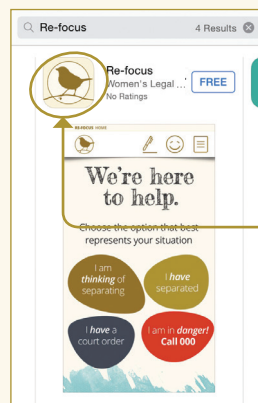 Re-focus
4 Results
Re-focus
Women's Legal ...
FREE
No Ratings
RE-FOCUS HOME
We're here
to help.
Choose the option that best
represents your situation
I am
thinking of
separating
I have
separated
I have a
court order
I am in danger!
Call 000